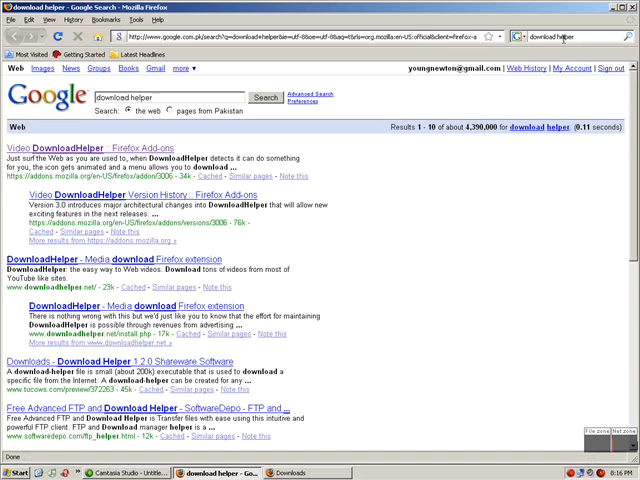 download helper - Google Search - Mozilla Firefox
File Edit View History Bookmarks Tools Help
http://www.google.com.pk/search?q=download+helper&ie=utf-8&oe=utf-8&aq=t&rls=org.mozilla:en-US:official&client=firefox-a
download helper
Most Visited Getting Started Latest Headlines
Web Images News Groups Gmail more
youngnewton@gmail.com | Web History | My Account | Sign out
Google
download helper
Search
Advanced Search
Preferences
Search: the web pages from Pakistan
Web
Results 1 - 10 of about 4,390,000 for download helper. (0.11 seconds)
Video DownloadHelper :: Firefox Add-ons
Just surf the Web as you are used to, when DownloadHelper detects it can do something
for you, the icon gets animated and a menu allows you to download ...
https://addons.mozilla.org/en-US/firefox/addon/3006 - 34k - Cached - Similar pages - Note this
Video DownloadHelper Version History :: Firefox Add-ons
Version 3.0 introduces major architectural changes into DownloadHelper that will allow new
exciting features in the next releases. ...
https://addons.mozilla.org/en-US/firefox/addons/versions/3006 - 76k -
Cached - Similar pages - Note this
More results from https://addons.mozilla.org »
DownloadHelper - Media download Firefox extension
DownloadHelper: the easy way to Web videos. Download tons of videos from most of
YouTube like sites.
www.downloadhelper.net/ - 23k - Cached - Similar pages - Note this
DownloadHelper - Media download Firefox extension
There is nothing wrong with this but we'd just like you to know that the effort for maintaining
DownloadHelper is possible through revenues from advertising ...
www.downloadhelper.net/install.php - 17k - Cached - Similar pages - Note this
More results from www.downloadhelper.net »
Downloads - Download Helper 1 2 0 Shareware Software
A download-helper file is small (about 200k) executable that is used to download a
specific file from the Internet. A download-helper can be created for any ...
www.tucows.com/preview/372263 - 45k - Cached - Similar pages - Note this
Free Advanced FTP and Download Helper - SoftwareDepo - FTP and ...
Free Advanced FTP and Download Helper is Transfer files with ease using this intuitive and
powerful FTP client. FTP and Download manager helper is a ...
www.softwaredepo.com/ftp_helper.html - 12k - Cached - Similar pages - Note this
File zone Net zone
Done
Start Camtasia Studio - Untitle... download helper - Go... Downloads 8:16 PM